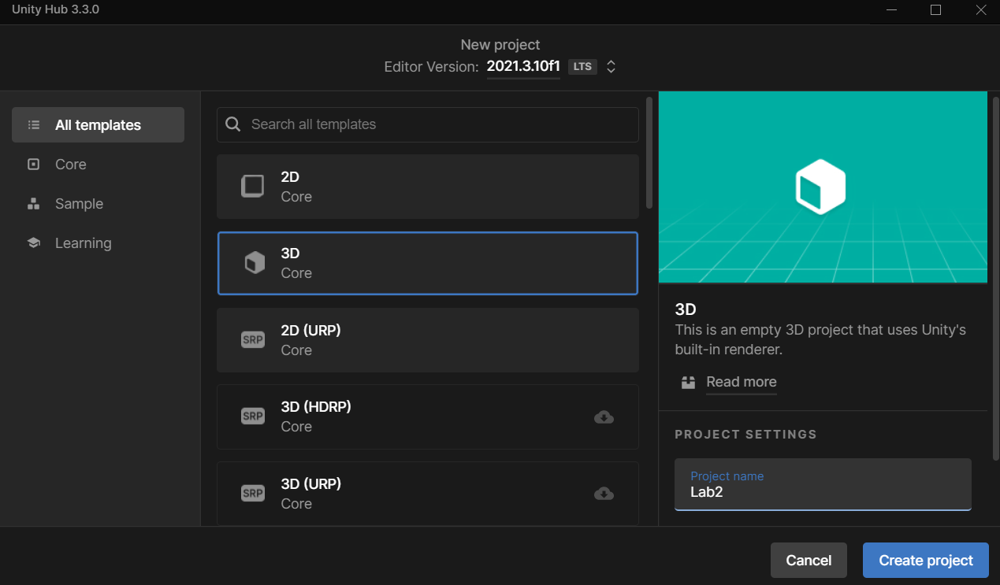 Unity Hub 3.3.0
New project
Editor Version: 2021.3.10f1 LTS
All templates
Core
Sample
Learning
Search all templates
2D
Core
3D
Core
SRP
2D (URP)
Core
SRP
3D (HDRP)
Core
SRP
3D (URP)
Core
3D
This is an empty 3D project that uses Unity's
built-in renderer.
Read more
PROJECT SETTINGS
Project name
Lab2
Cancel
Create project